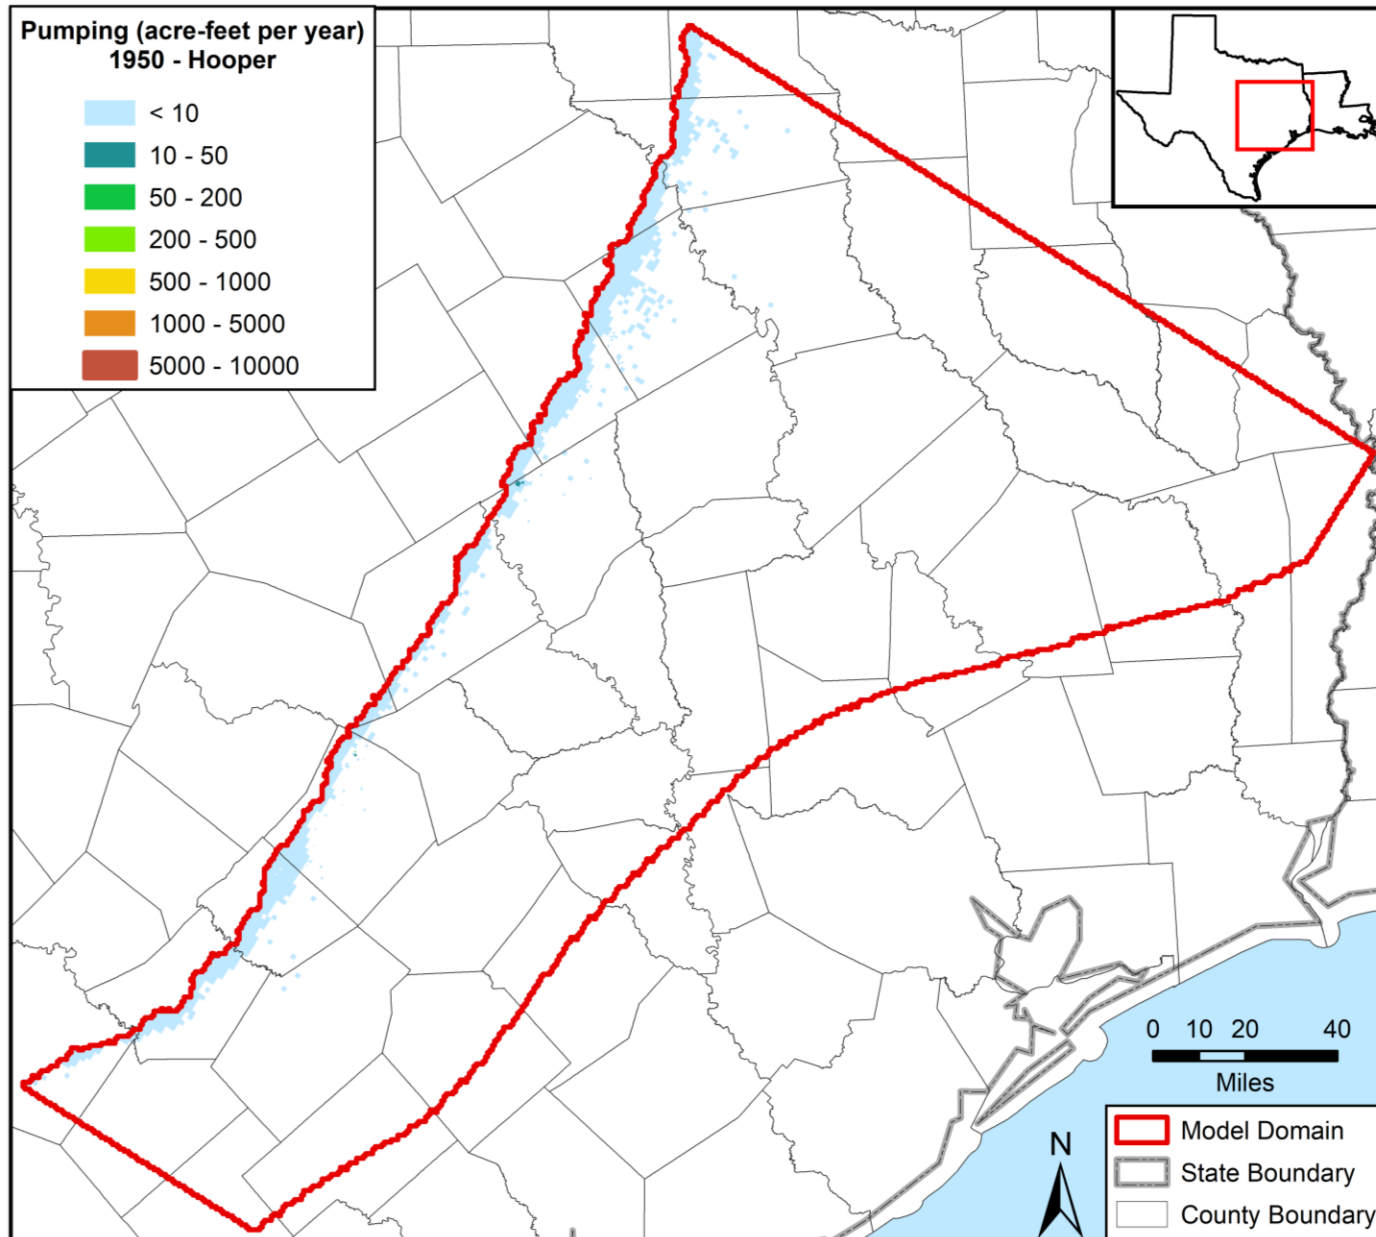 Pumping (acre-feet per year)
1950 - Hooper
< 10
10 - 50
50 - 200
200 - 500
500 - 1000
1000 - 5000
5000 - 10000
0 10 20 40
Miles
N
Model Domain
State Boundary
County Boundary